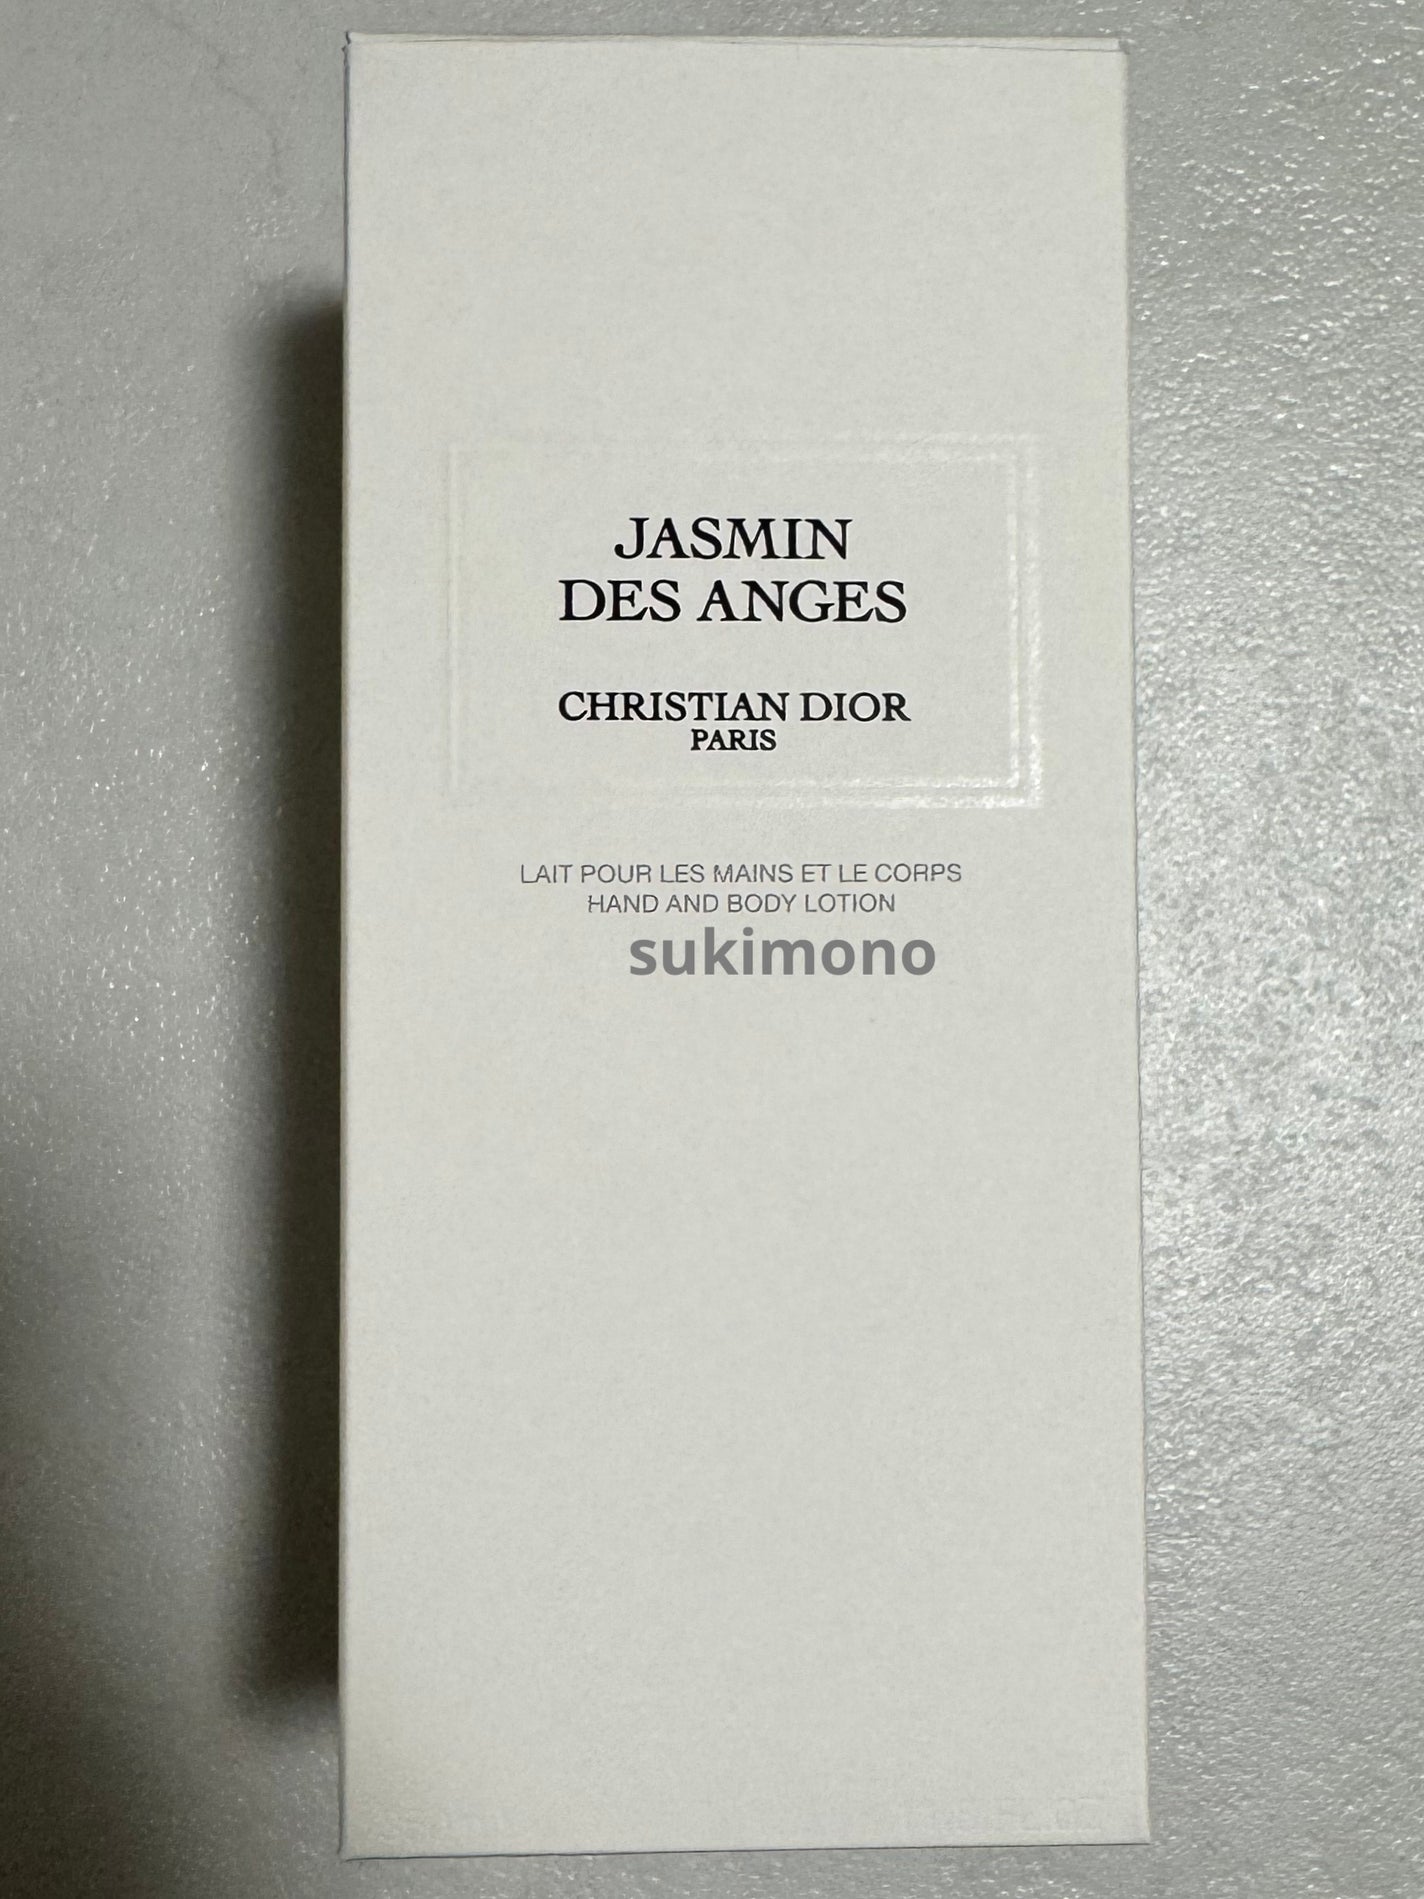 JASMIN
DES ANGES
CHRISTIAN DIOR
PARIS
LAIT POUR LES MAINS ET LE CORPS
HAND AND BODY LOTION
sukimono